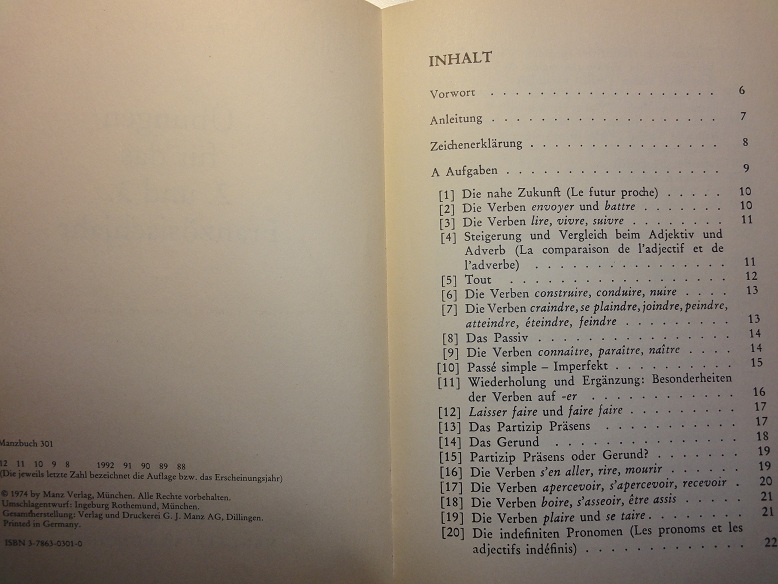 Manzbuch 301
12 11 10 9 8 1992 91 90 89 88
(Die jeweils letzte Zahl bezeichnet die Auflage bzw. das Erscheinungsjahr)
© 1974 by Manz Verlag, München. Alle Rechte vorbehalten.
Umschlagentwurf: Ingeburg Rothemund, München.
Gesamtherstellung: Verlag und Druckerei G. J. Manz AG, Dillingen.
Printed in Germany.
ISBN 3-7863-0301-0
INHALT
Vorwort . . . . . . . . . . . . . . . . . . 6
Anleitung . . . . . . . . . . . . . . . . . 7
Zeichenerklärung . . . . . . . . . . . . . . 8
A Aufgaben . . . . . . . . . . . . . . . . 9
[1] Die nahe Zukunft (Le futur proche) . . . . . 10
[2] Die Verben envoyer und battre . . . . . . . 10
[3] Die Verben lire, vivre, suivre . . . . . . . . 11
[4] Steigerung und Vergleich beim Adjektiv und
Adverb (La comparaison de l'adjectif et de
l'adverbe) . . . . . . . . . . . . . . 11
[5] Tout . . . . . . . . . . . . . . . . . 12
[6] Die Verben construire, conduire, nuire . . . . 13
[7] Die Verben craindre, se plaindre, joindre, peindre,
atteindre, éteindre, feindre . . . . . . . . 13
[8] Das Passiv . . . . . . . . . . . . . . 14
[9] Die Verben connaître, paraître, naître . . . . 14
[10] Passé simple – Imperfekt . . . . . . . . . 15
[11] Wiederholung und Ergänzung: Besonderheiten
der Verben auf -er . . . . . . . . . . 16
[12] Laisser faire und faire faire . . . . . . . . 17
[13] Das Partizip Präsens . . . . . . . . . . 17
[14] Das Gerund . . . . . . . . . . . . . 18
[15] Partizip Präsens oder Gerund? . . . . . . . 19
[16] Die Verben s'en aller, rire, mourir . . . . . . 19
[17] Die Verben apercevoir, s'apercevoir, recevoir . 20
[18] Die Verben boire, s'asseoir, être assis . . . . . 21
[19] Die Verben plaire und se taire . . . . . . . . 21
[20] Die indefiniten Pronomen (Les pronoms et les
adjectifs indéfinis) . . . . . . . . . . . . 22